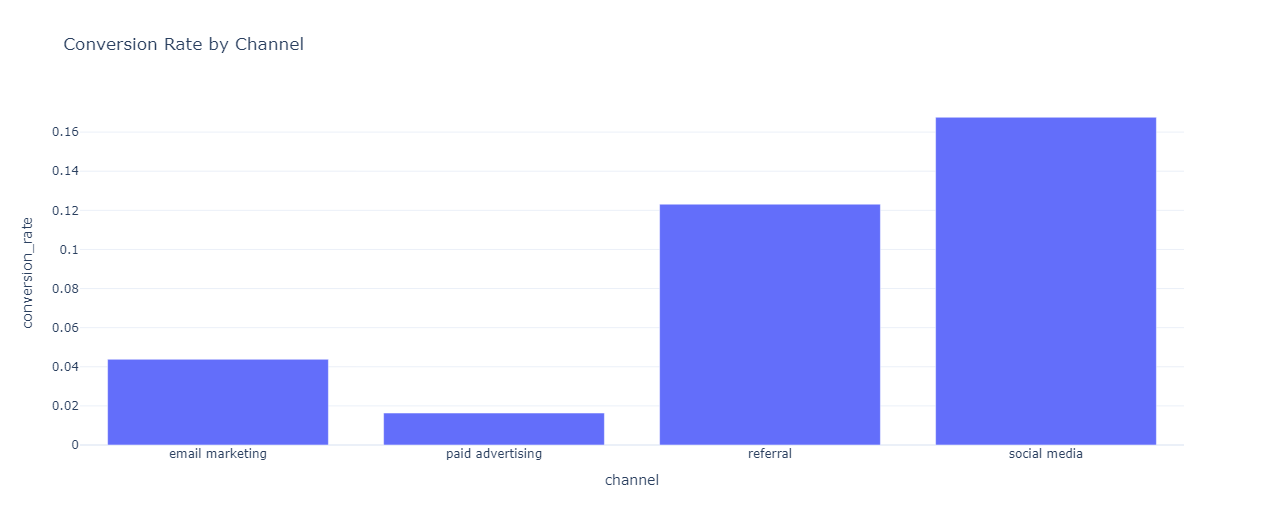 Conversion Rate by Channel
0.16
0.14
0.12
0.1
0.08
0.06
0.04
0.02
0
conversion_rate
email marketing paid advertising referral social media
channel